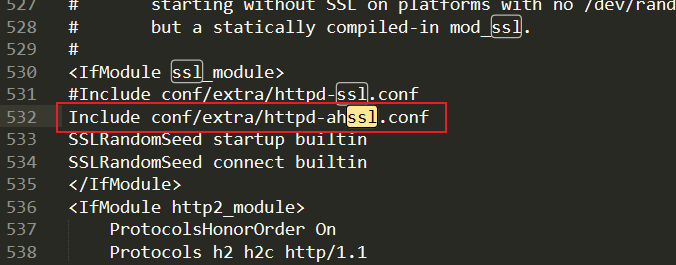 527 # starting without SSL on platforms with no /dev/rand
528 # but a statically compiled-in mod_ssl.
529 #
530 <IfModule ssl_module>
531 #Include conf/extra/httpd-ssl.conf
532 Include conf/extra/httpd-ahssl.conf
533 SSLRandomSeed startup builtin
534 SSLRandomSeed connect builtin
535 </IfModule>
536 <IfModule http2_module>
537 ProtocolsHonorOrder On
538 Protocols h2 h2c http/1.1